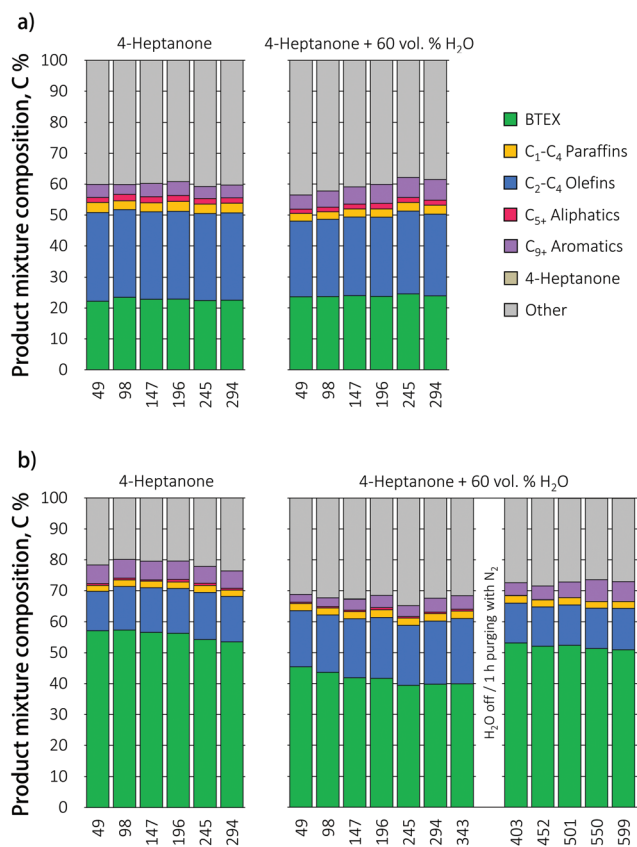 a)
4-Heptanone
4-Heptanone + 60 vol. % H₂O
Product mixture composition, C %
100
90
80
70
60
50
40
30
20
10
0
49 98 147 196 245 294
49 98 147 196 245 294
BTEX
C₁-C₄ Paraffins
C₂-C₄ Olefins
C₅₊ Aliphatics
C₉₊ Aromatics
4-Heptanone
Other
b)
4-Heptanone
4-Heptanone + 60 vol. % H₂O
Product mixture composition, C %
100
90
80
70
60
50
40
30
20
10
0
H₂O off / 1 h purging with N₂
49 98 147 196 245 294
49 98 147 196 245 294 343
403 452 501 550 599